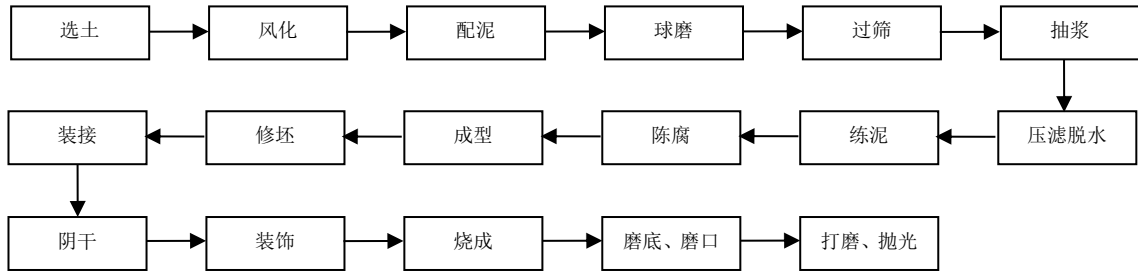 选土 风化 配泥 球磨 过筛 抽浆
装接 修坯 成型 陈腐 练泥 压滤脱水
阴干 装饰 烧成 磨底、磨口 打磨、抛光